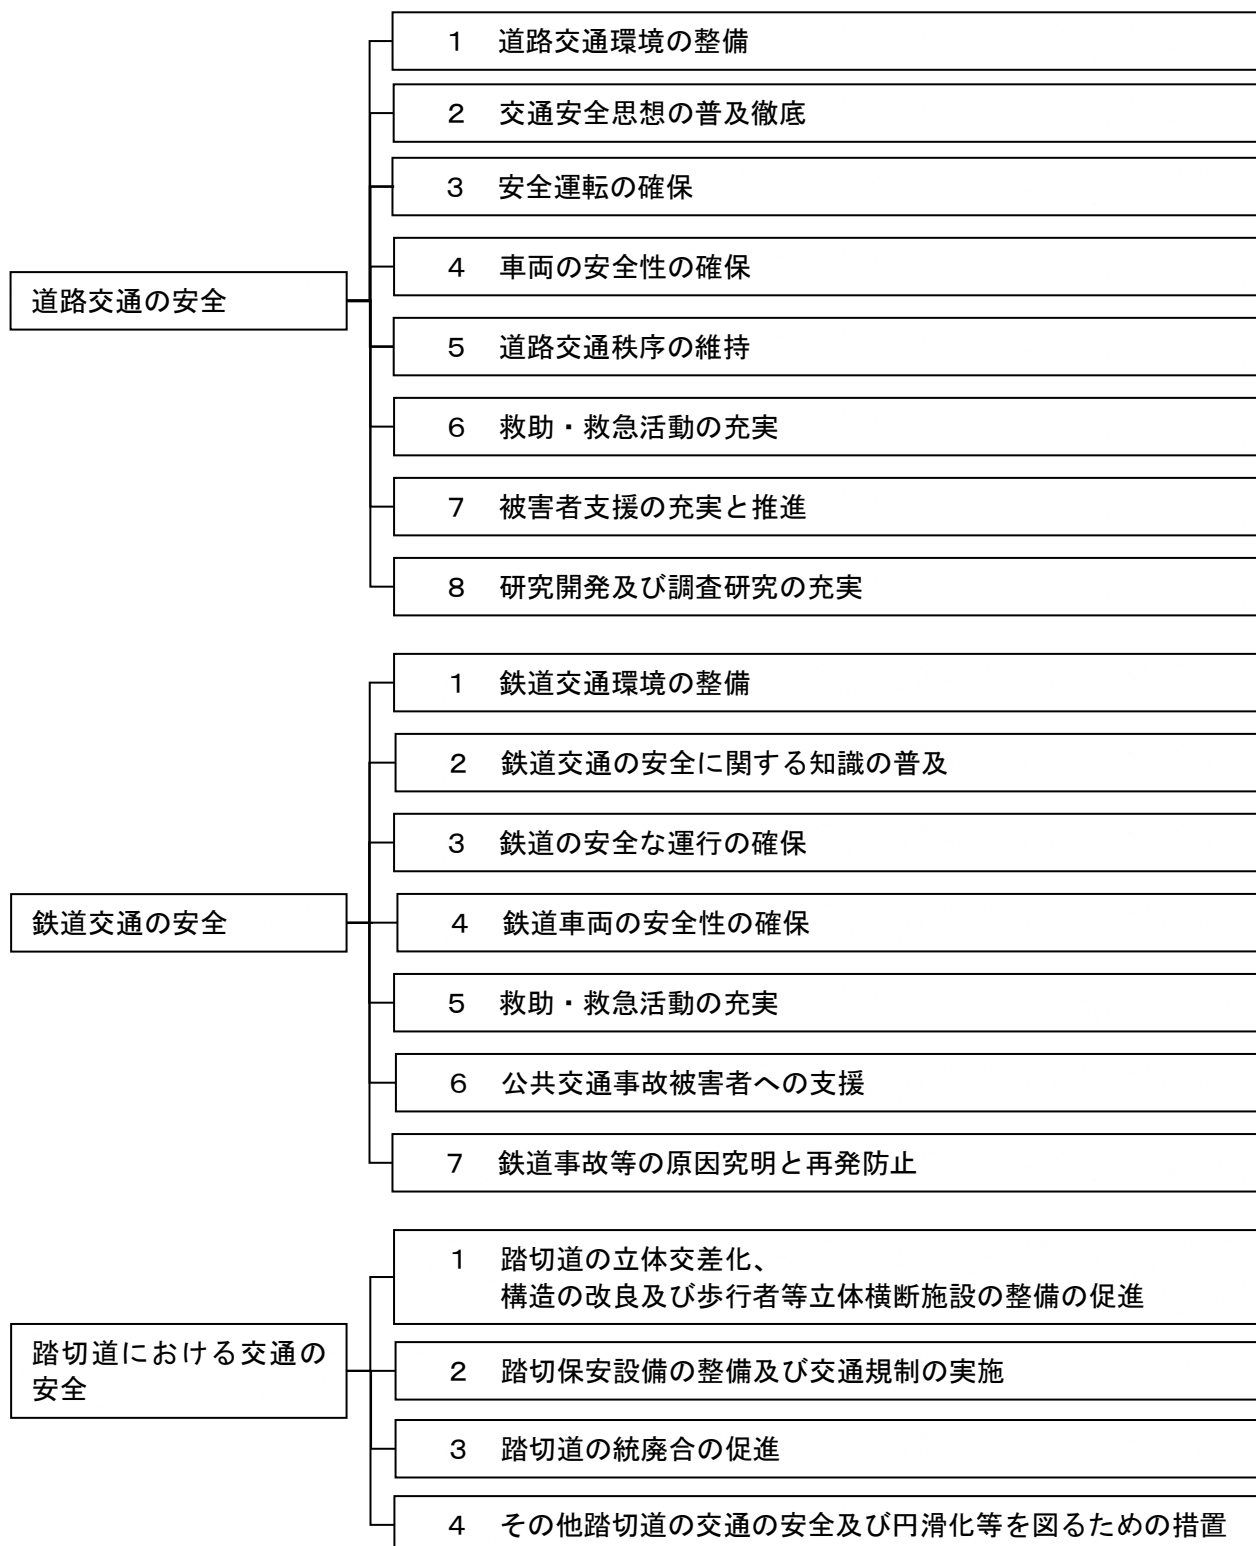 道路交通の安全
１　道路交通環境の整備
２　交通安全思想の普及徹底
３　安全運転の確保
４　車両の安全性の確保
５　道路交通秩序の維持
６　救助・救急活動の充実
７　被害者支援の充実と推進
８　研究開発及び調査研究の充実
鉄道交通の安全
１　鉄道交通環境の整備
２　鉄道交通の安全に関する知識の普及
３　鉄道の安全な運行の確保
４　鉄道車両の安全性の確保
５　救助・救急活動の充実
６　公共交通事故被害者への支援
７　鉄道事故等の原因究明と再発防止
踏切道における交通の
安全
１　踏切道の立体交差化、
構造の改良及び歩行者等立体横断施設の整備の促進
２　踏切保安設備の整備及び交通規制の実施
３　踏切道の統廃合の促進
４　その他踏切道の交通の安全及び円滑化等を図るための措置